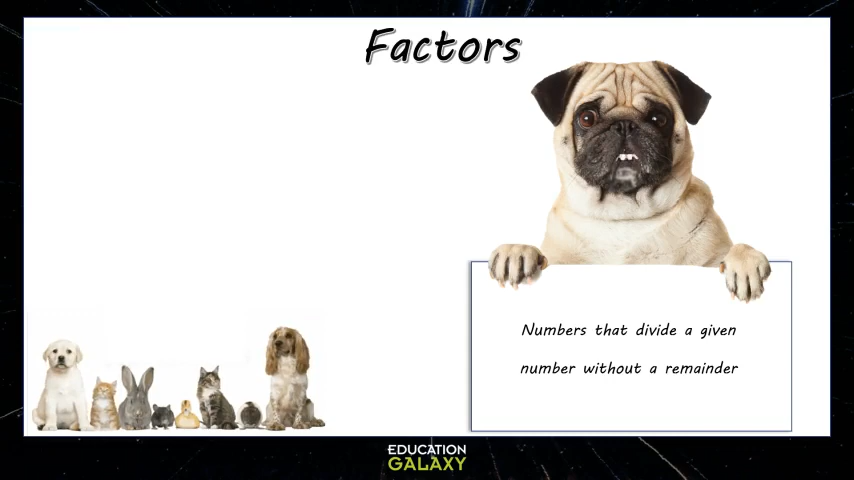 Factors
Numbers that divide a given
number without a remainder
EDUCATION
GALAXY